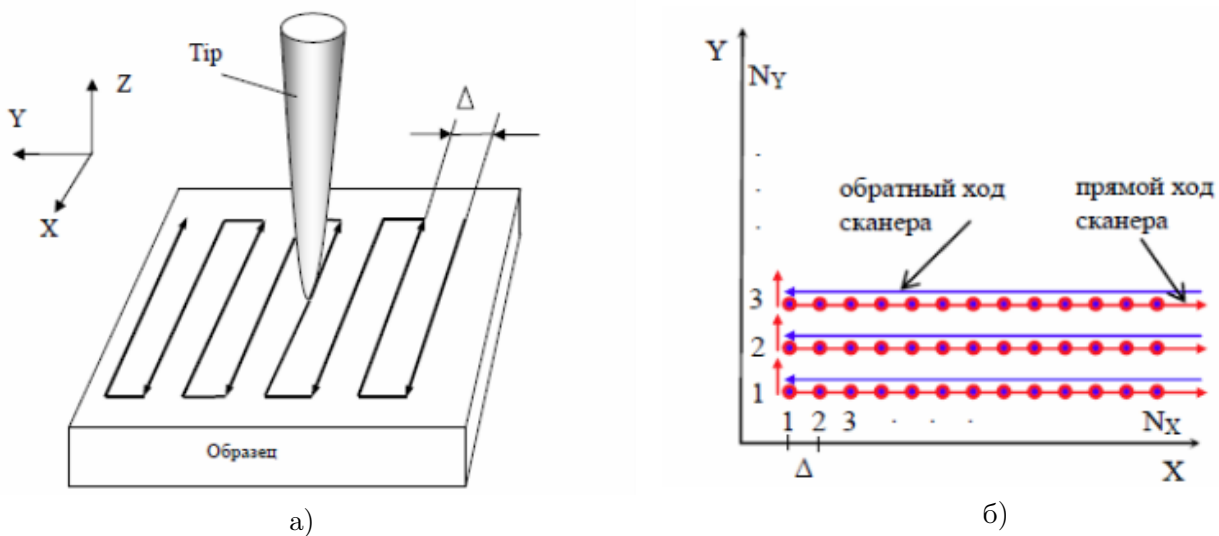 Tip
Z
Y
X
Δ
Образец
а)
Y
N_Y
обратный ход
сканера
прямой ход
сканера
3
2
1
1 2 3 · · · N_X
Δ
X
б)